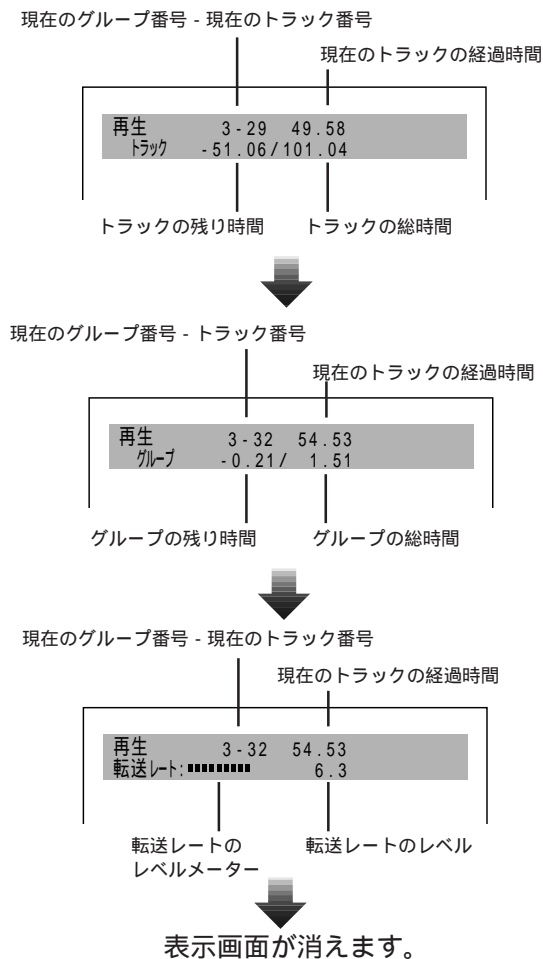 現在のグループ番号 - 現在のトラック番号
現在のトラックの経過時間
再生 3-29 49.58
トラック -51.06/101.04
トラックの残り時間 トラックの総時間
現在のグループ番号 - トラック番号
現在のトラックの経過時間
再生 3-32 54.53
グループ -0.21/ 1.51
グループの残り時間 グループの総時間
現在のグループ番号 - 現在のトラック番号
現在のトラックの経過時間
再生 3-32 54.53
転送レート: 6.3
転送レートの 転送レートのレベル
レベルメーター
表示画面が消えます。